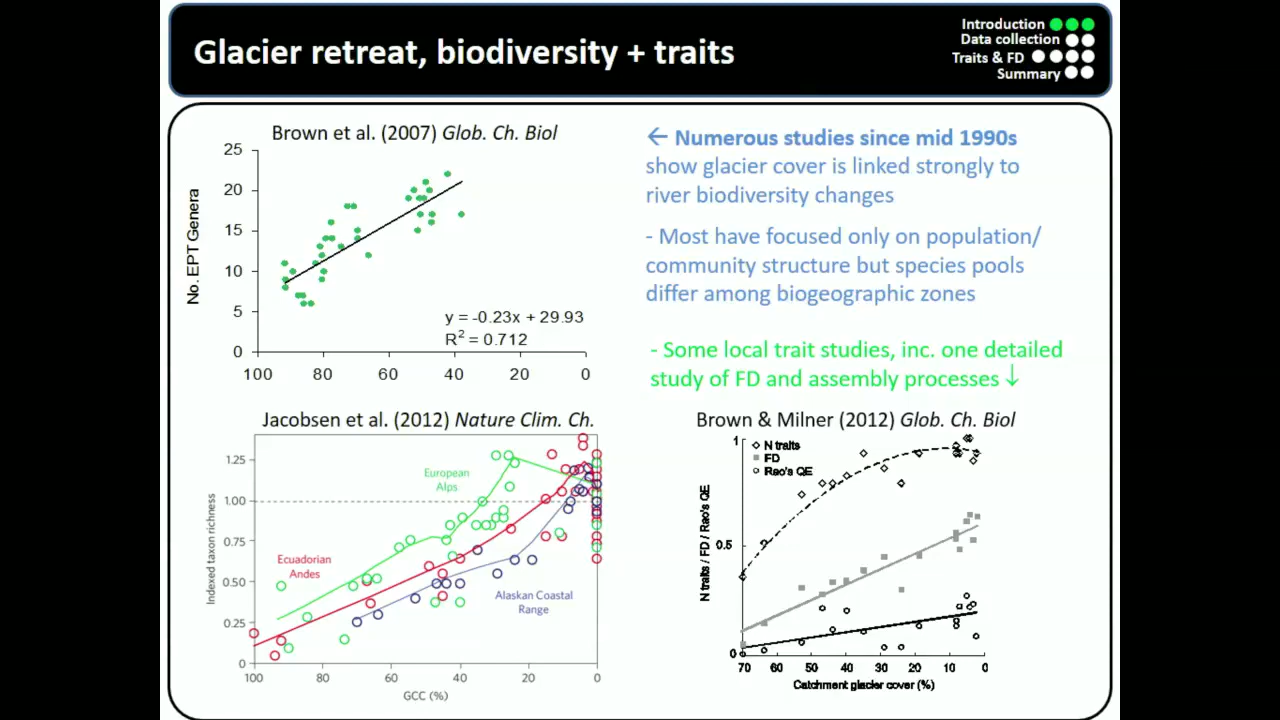 Glacier retreat, biodiversity + traits
Introduction
Data collection
Traits & FD
Summary
Brown et al. (2007) Glob. Ch. Biol
No. EPT Genera
25
20
15
10
5
0
100 80 60 40 20 0
y = -0.23x + 29.93
R² = 0.712
← Numerous studies since mid 1990s
show glacier cover is linked strongly to
river biodiversity changes
- Most have focused only on population/
community structure but species pools
differ among biogeographic zones
- Some local trait studies, inc. one detailed
study of FD and assembly processes ↓
Jacobsen et al. (2012) Nature Clim. Ch.
Indexed taxon richness
1.25
1.00
0.75
0.50
0.25
0
100 80 60 40 20 0
GCC (%)
European
Alps
Ecuadorian
Andes
Alaskan Coastal
Range
Brown & Milner (2012) Glob. Ch. Biol
N traits / FD / Rao's QE
1
0.5
0
N traits
FD
Rao's QE
70 60 50 40 30 20 10 0
Catchment glacier cover (%)